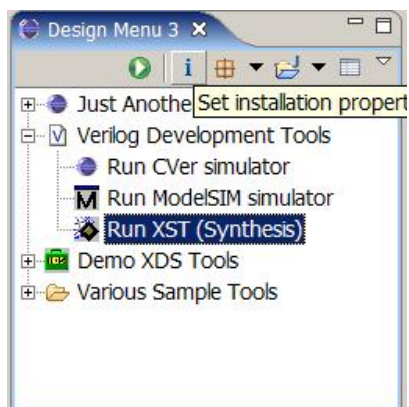 Design Menu 3
Just Anothe
Set installation propert
Verilog Development Tools
Run CVer simulator
Run ModelSIM simulator
Run XST (Synthesis)
Demo XDS Tools
Various Sample Tools